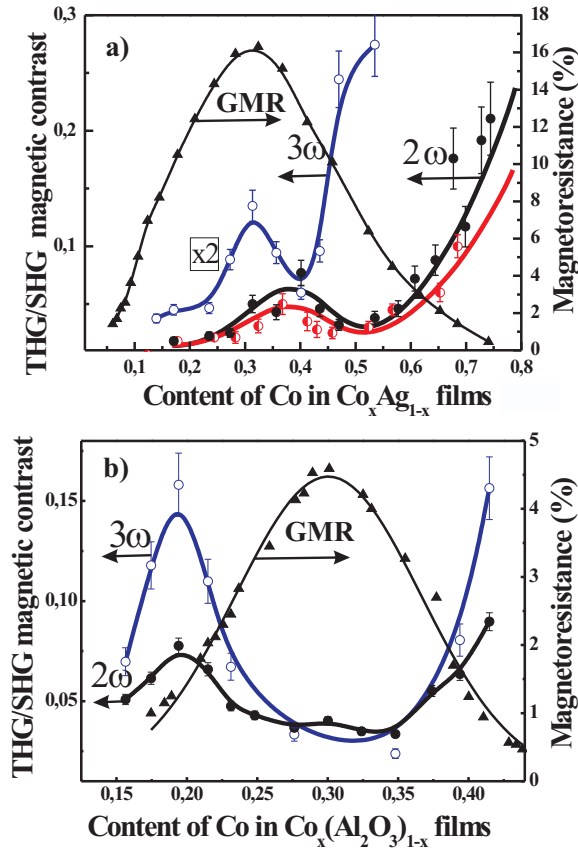 a)
THG/SHG magnetic contrast
0,3
0,2
0,1
GMR
3ω
2ω
x2
18
16
14
12
10
8
6
4
2
0
Magnetoresistance (%)
0,1 0,2 0,3 0,4 0,5 0,6 0,7 0,8
Content of Co in CoxAg1-x films
b)
THG/SHG magnetic contrast
0,15
0,10
0,05
3ω
GMR
2ω
5
4
3
2
1
0
Magnetoresistance (%)
0,15 0,20 0,25 0,30 0,35 0,40
Content of Co in Cox(Al2O3)1-x films